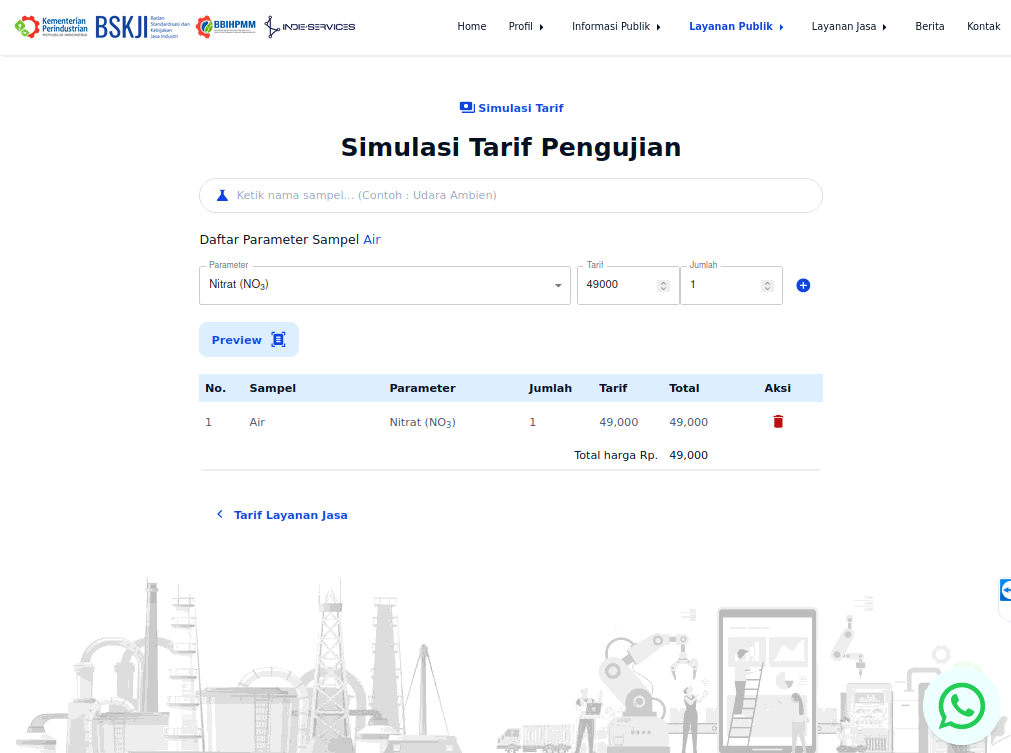 Kementerian
Perindustrian
REPUBLIK INDONESIA
BSKJI
Badan
Standardisasi dan
Kebijakan
Jasa Industri
BBIHPMM
INDIE-SERVICES
Home Profil Informasi Publik Layanan Publik Layanan Jasa Berita Kontak
Simulasi Tarif
Simulasi Tarif Pengujian
Ketik nama sampel... (Contoh : Udara Ambien)
Daftar Parameter Sampel Air
Parameter Tarif Jumlah
Nitrat (NO₃) 49000 1
Preview
No. Sampel Parameter Jumlah Tarif Total Aksi
1 Air Nitrat (NO₃) 1 49,000 49,000
Total harga Rp. 49,000
Tarif Layanan Jasa